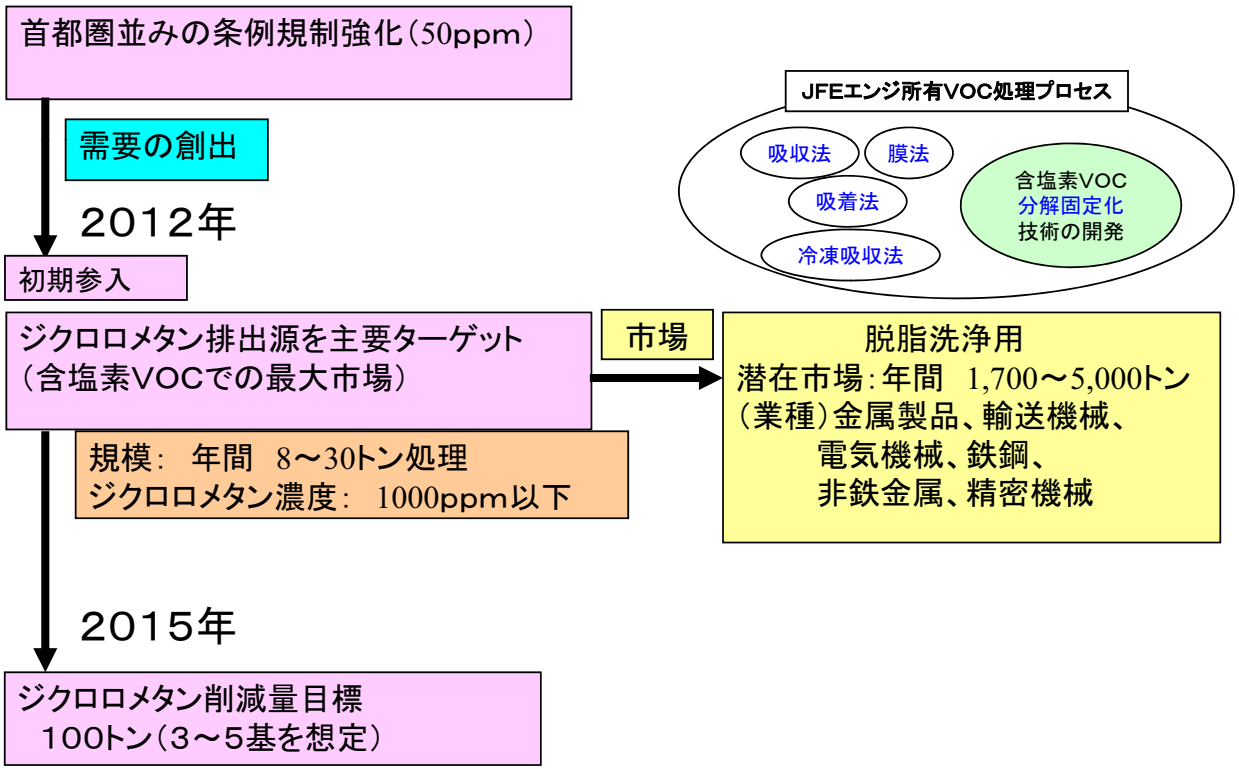 首都圏並みの条例規制強化(50ppm)
需要の創出
2012年
初期参入
ジクロロメタン排出源を主要ターゲット
(含塩素VOCでの最大市場)
規模: 年間 8~30トン処理
ジクロロメタン濃度: 1000ppm以下
2015年
ジクロロメタン削減量目標
100トン(3~5基を想定)
JFEエンジ所有VOC処理プロセス
吸収法
膜法
吸着法
冷凍吸収法
含塩素VOC
分解固定化
技術の開発
市場
脱脂洗浄用
潜在市場:年間 1,700~5,000トン
(業種)金属製品、輸送機械、
電気機械、鉄鋼、
非鉄金属、精密機械